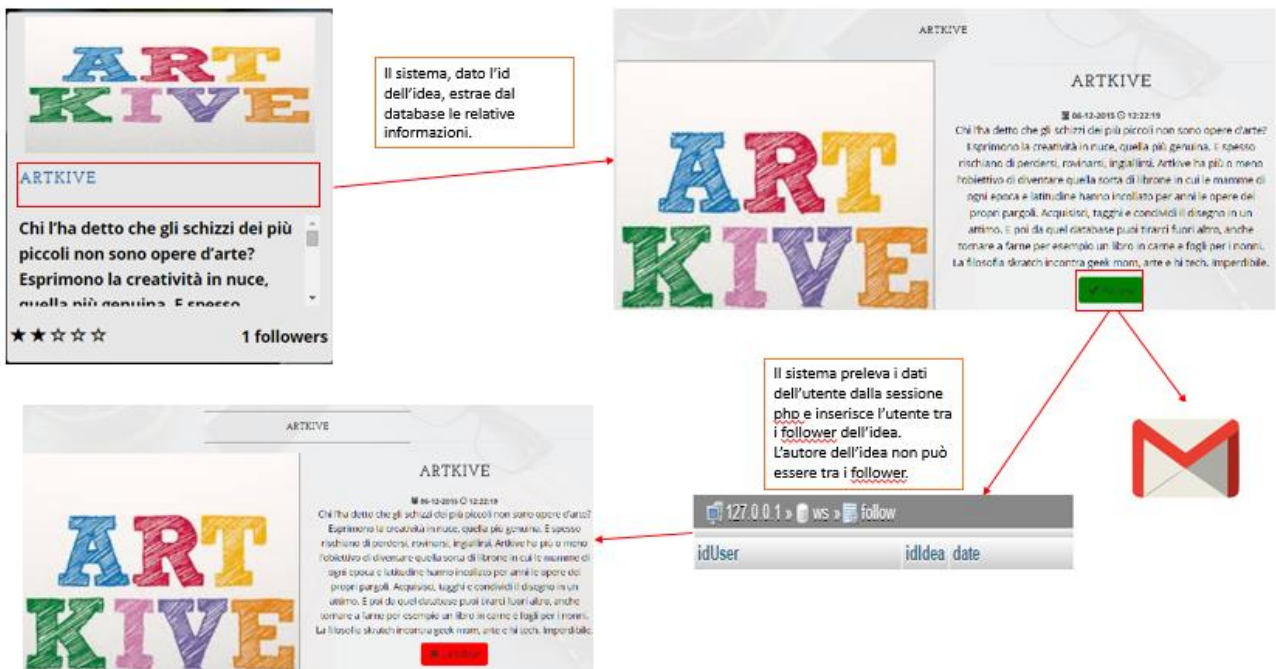 ART
KIVE
ARTKIVE
Chi l'ha detto che gli schizzi dei più
piccoli non sono opere d'arte?
Esprimono la creatività in nuce,
quella più genuina. E spesso
★★☆☆☆ 1 followers
Il sistema, dato l'id
dell'idea, estrae dal
database le relative
informazioni.
ARTKIVE
ART
KIVE
ARTKIVE
06-12-2015 12:22:19
Chi l'ha detto che gli schizzi dei più piccoli non sono opere d'arte?
Esprimono la creatività in nuce, quella più genuina. E spesso
rischiano di perdersi, rovinarsi, ingiallirsi. Artkive ha più o meno
l'obiettivo di diventare quella sorta di librone in cui le mamme di
ogni epoca e latitudine hanno incollato per anni le opere dei
propri pargoli. Acquisisci, tagghi e condividi il disegno in un
attimo. E poi da quel database puoi tirarci fuori altro, anche
tornare a farne per esempio un libro in carne e fogli per i nonni.
La filosofia skratch incontra geek mom, arte e hi tech. Imperdibile.
Il sistema preleva i dati
dell'utente dalla sessione
php e inserisce l'utente tra
i follower dell'idea.
L'autore dell'idea non può
essere tra i follower.
127.0.0.1 » ws » follow
idUser idIdea date
ARTKIVE
ART
KIVE
ARTKIVE
06-12-2015 12:22:19
Chi l'ha detto che gli schizzi dei più piccoli non sono opere d'arte?
Esprimono la creatività in nuce, quella più genuina. E spesso
rischiano di perdersi, rovinarsi, ingiallirsi. Artkive ha più o meno
l'obiettivo di diventare quella sorta di librone in cui le mamme di
ogni epoca e latitudine hanno incollato per anni le opere dei
propri pargoli. Acquisisci, tagghi e condividi il disegno in un
attimo. E poi da quel database puoi tirarci fuori altro, anche
tornare a farne per esempio un libro in carne e fogli per i nonni.
La filosofia skratch incontra geek mom, arte e hi tech. Imperdibile.